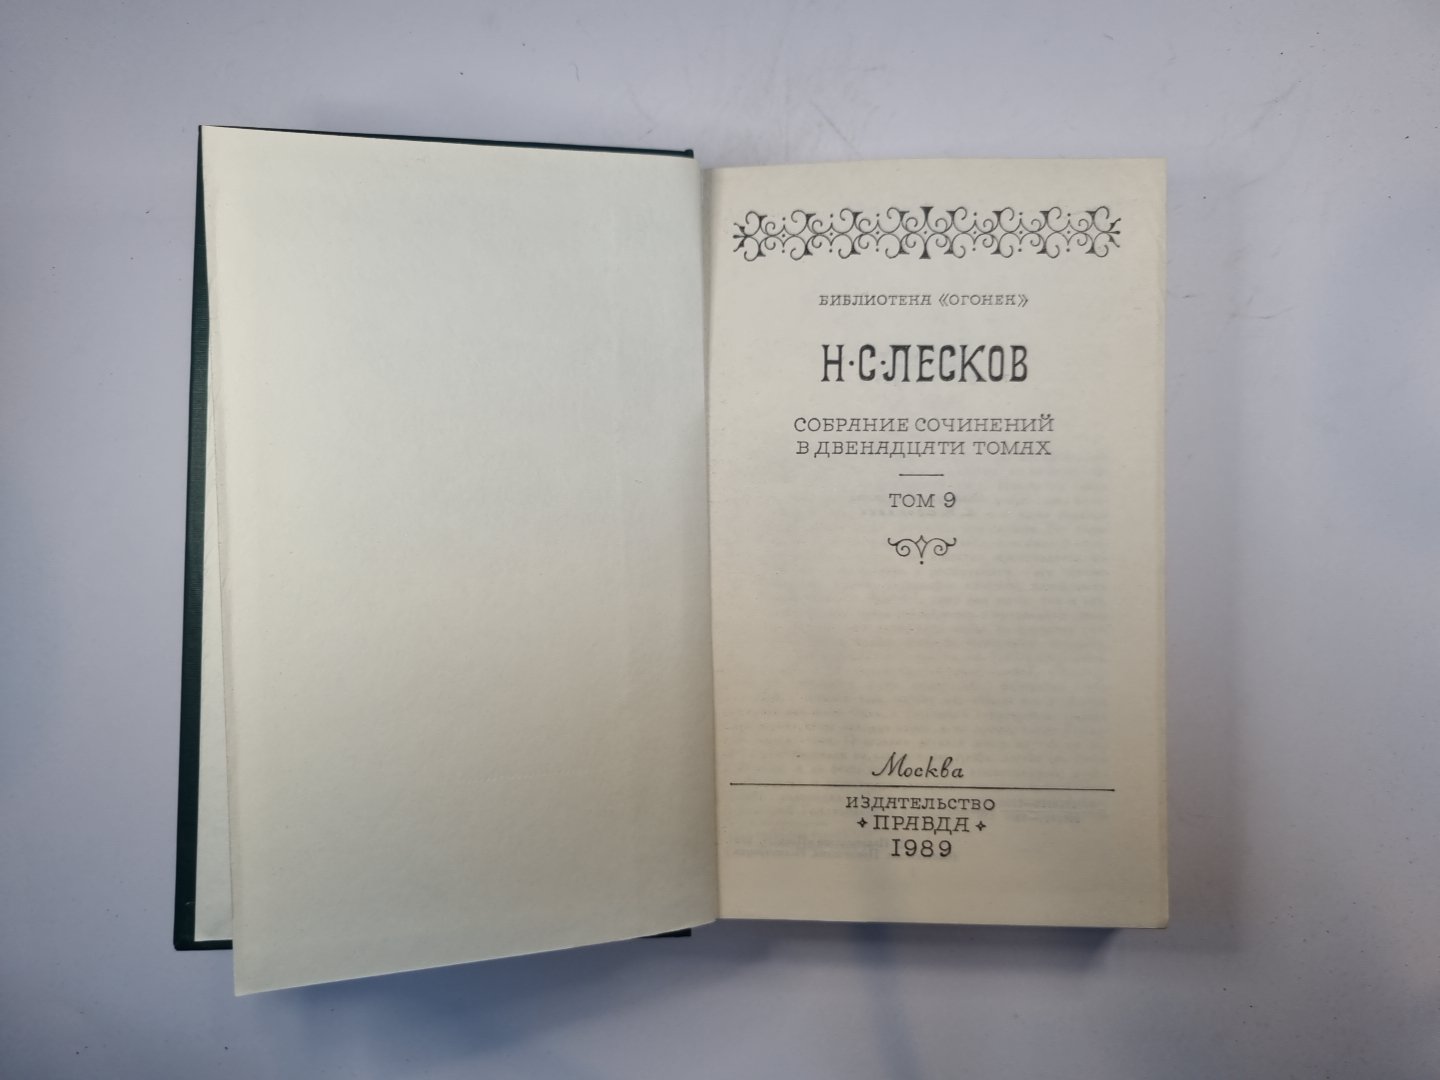 БИБЛИОТЕКА «ОГОНЕК»
Н·С·ЛЕСКОВ
СОБРАНИЕ СОЧИНЕНИЙ
В ДВЕНАДЦАТИ ТОМАХ
ТОМ 9
Москва
ИЗДАТЕЛЬСТВО
ПРАВДА
1989